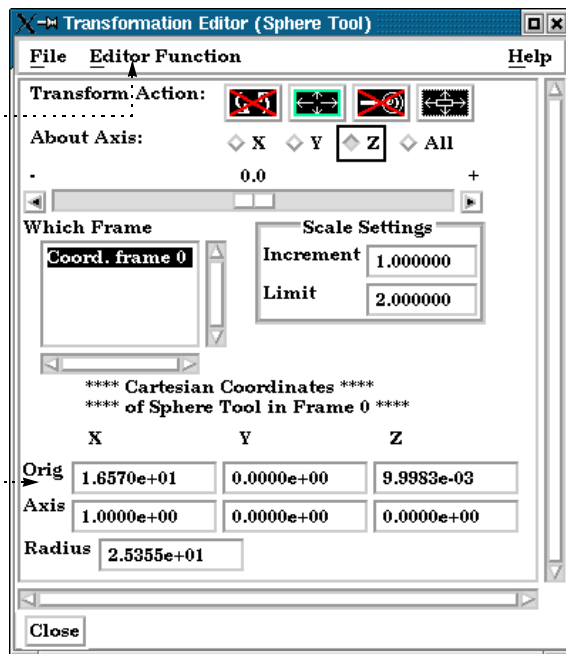 Transformation Editor (Sphere Tool)
File Editor Function Help
Transform Action:
About Axis: X Y Z All
- 0.0 +
Which Frame
Coord. frame 0
Scale Settings
Increment 1.000000
Limit 2.000000
**** Cartesian Coordinates ****
**** of Sphere Tool in Frame 0 ****
X Y Z
Orig 1.6570e+01 0.0000e+00 9.9983e-03
Axis 1.0000e+00 0.0000e+00 0.0000e+00
Radius 2.5355e+01
Close